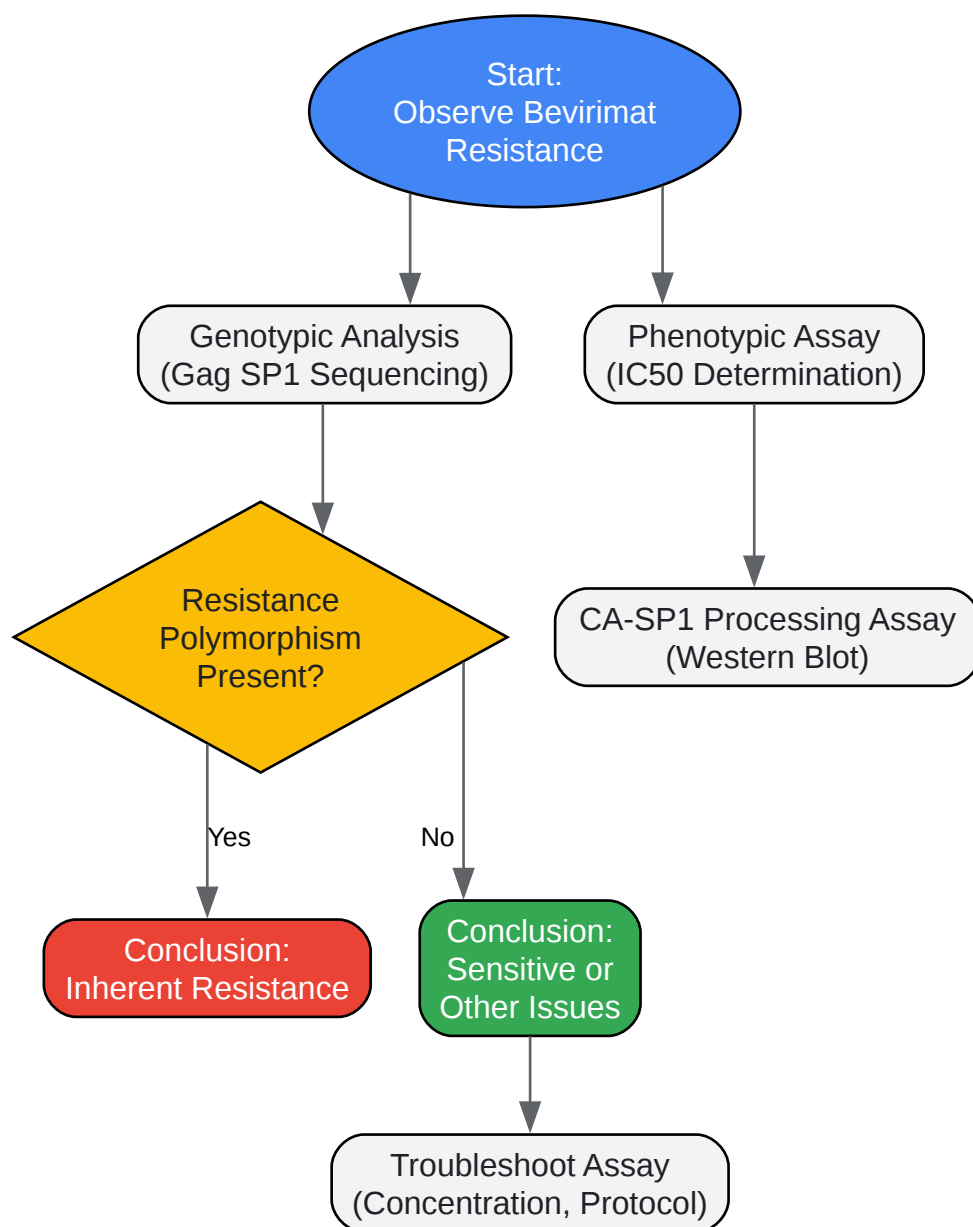 Start:
Observe Bevirimat
Resistance
Genotypic Analysis
(Gag SP1 Sequencing)
Phenotypic Assay
(IC50 Determination)
Resistance
Polymorphism
Present?
CA-SP1 Processing Assay
(Western Blot)
Yes
No
Conclusion:
Inherent Resistance
Conclusion:
Sensitive or
Other Issues
Troubleshoot Assay
(Concentration, Protocol)